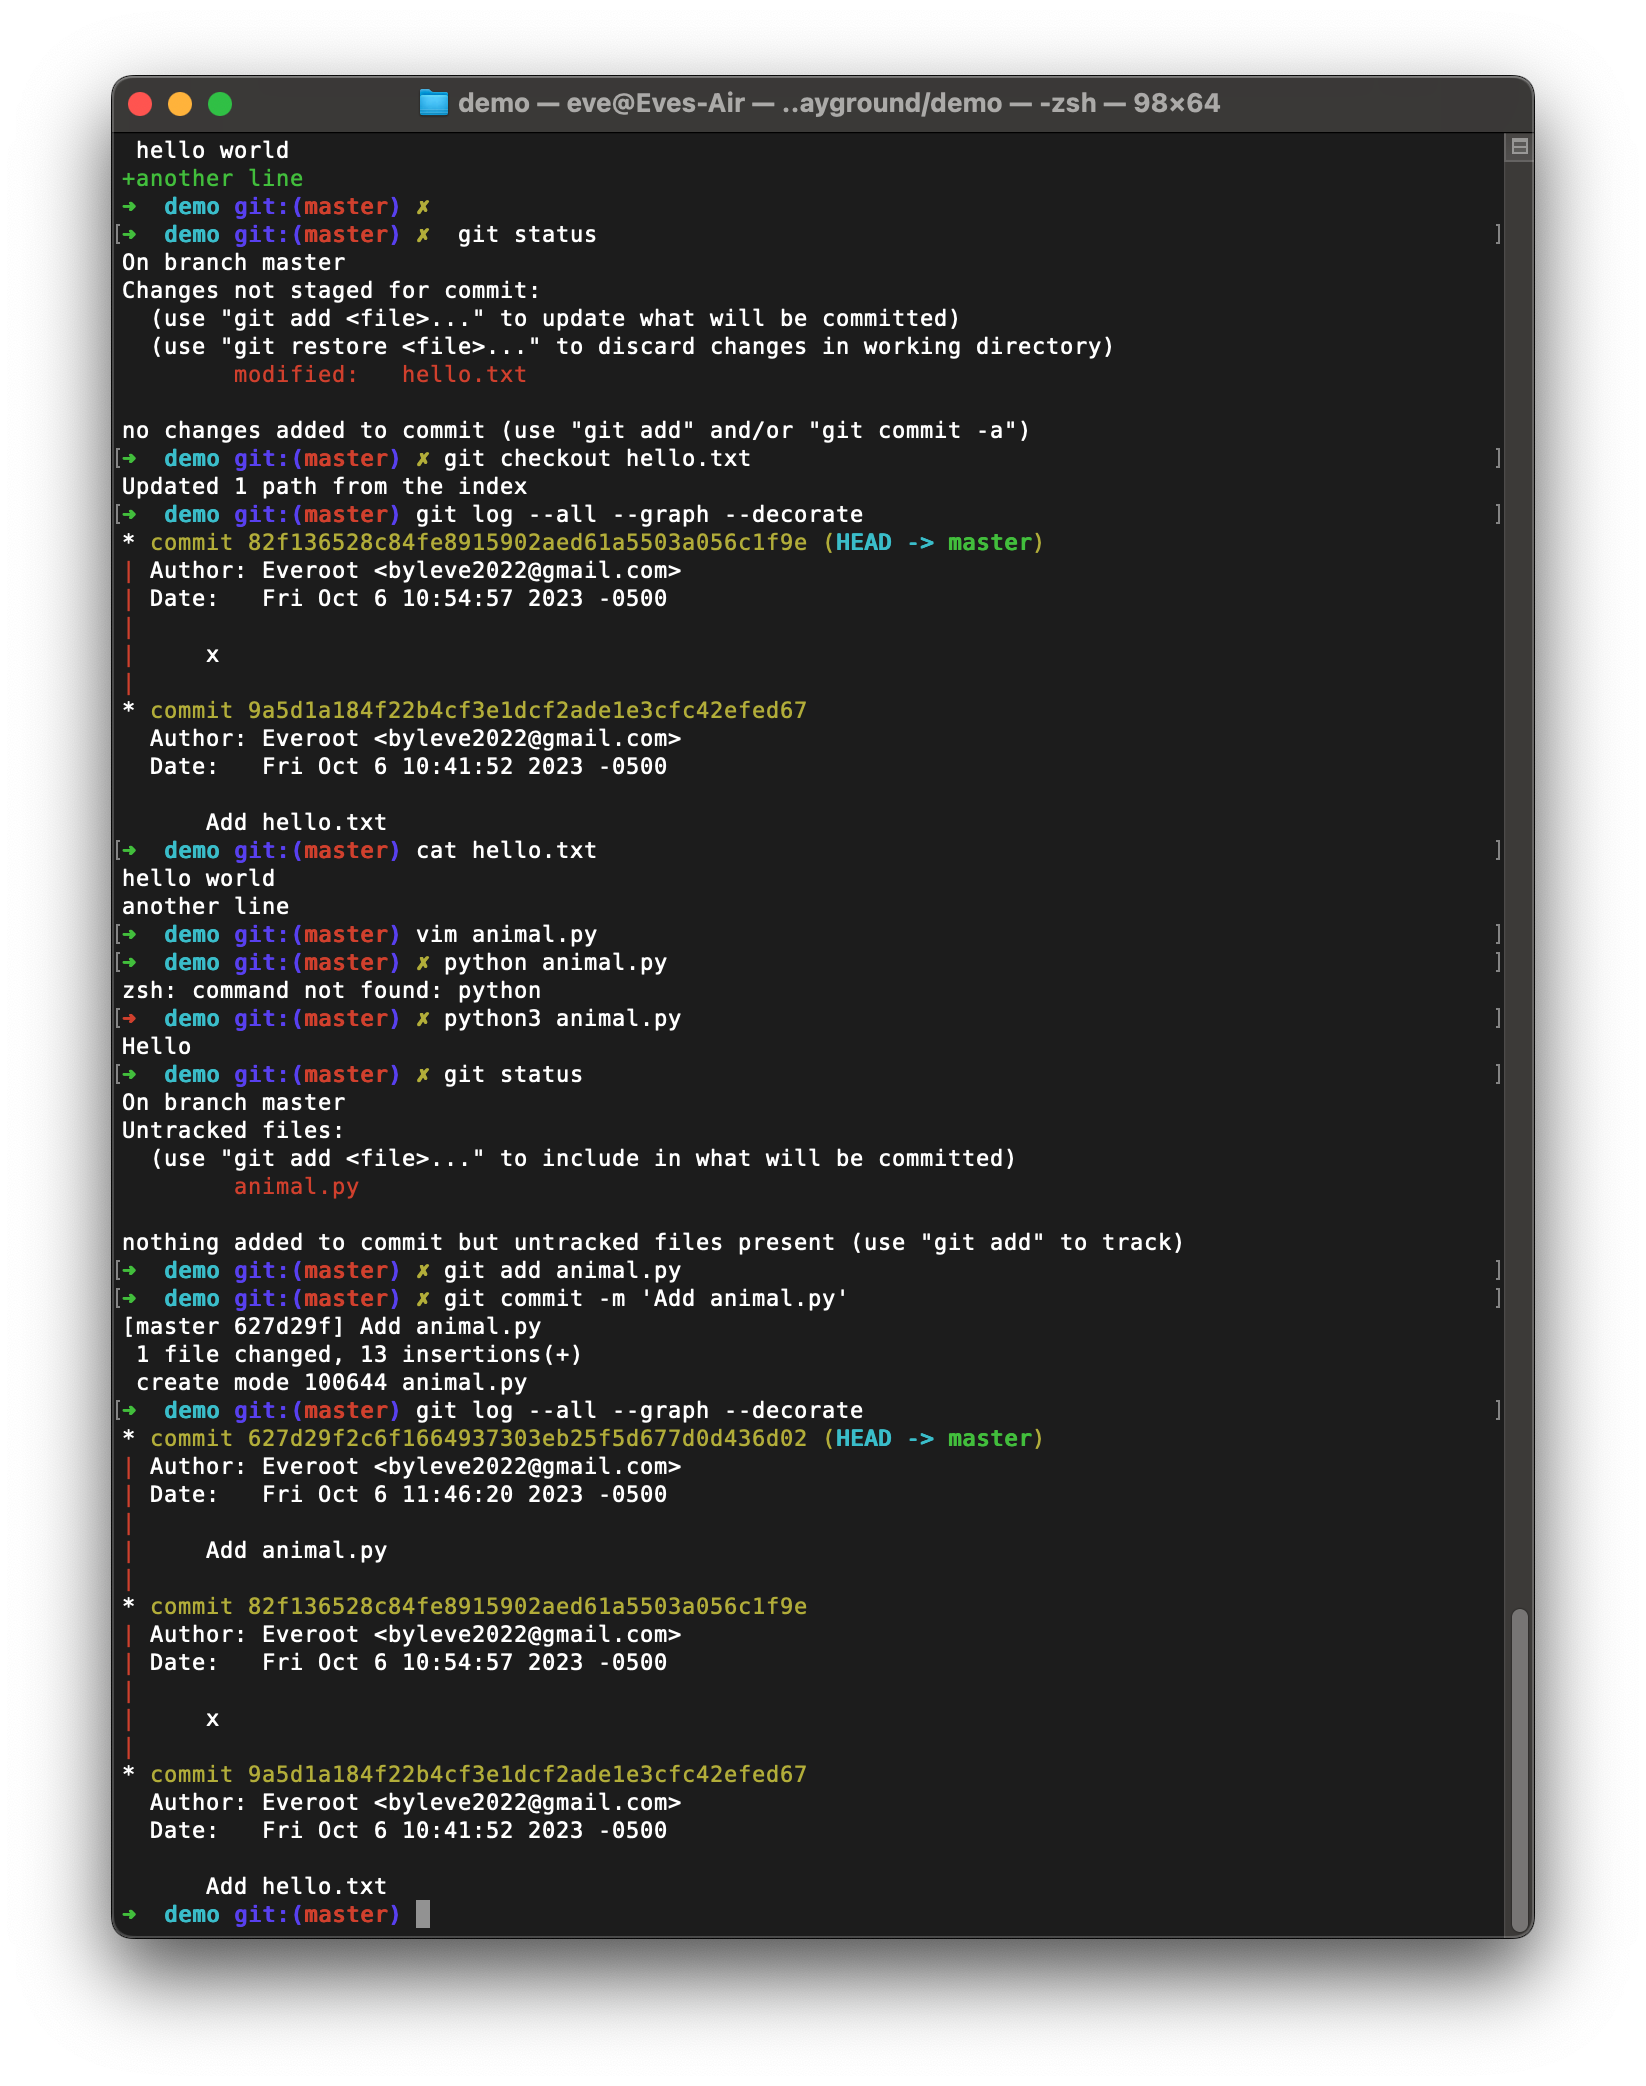 demo — eve@Eves-Air — ..ayground/demo — -zsh — 98×64
 hello world
+another line
➜  demo git:(master) ✗
[➜  demo git:(master) ✗  git status ]
On branch master
Changes not staged for commit:
  (use "git add <file>..." to update what will be committed)
  (use "git restore <file>..." to discard changes in working directory)
        modified:   hello.txt

no changes added to commit (use "git add" and/or "git commit -a")
[➜  demo git:(master) ✗ git checkout hello.txt ]
Updated 1 path from the index
[➜  demo git:(master) git log --all --graph --decorate ]
* commit 82f136528c84fe8915902aed61a5503a056c1f9e (HEAD -> master)
| Author: Everoot <byleve2022@gmail.com>
| Date:   Fri Oct 6 10:54:57 2023 -0500
|
|     x
|
* commit 9a5d1a184f22b4cf3e1dcf2ade1e3cfc42efed67
  Author: Everoot <byleve2022@gmail.com>
  Date:   Fri Oct 6 10:41:52 2023 -0500

      Add hello.txt
[➜  demo git:(master) cat hello.txt ]
hello world
another line
[➜  demo git:(master) vim animal.py ]
[➜  demo git:(master) ✗ python animal.py ]
zsh: command not found: python
[➜  demo git:(master) ✗ python3 animal.py ]
Hello
[➜  demo git:(master) ✗ git status ]
On branch master
Untracked files:
  (use "git add <file>..." to include in what will be committed)
        animal.py

nothing added to commit but untracked files present (use "git add" to track)
[➜  demo git:(master) ✗ git add animal.py ]
[➜  demo git:(master) ✗ git commit -m 'Add animal.py' ]
[master 627d29f] Add animal.py
 1 file changed, 13 insertions(+)
 create mode 100644 animal.py
[➜  demo git:(master) git log --all --graph --decorate ]
* commit 627d29f2c6f1664937303eb25f5d677d0d436d02 (HEAD -> master)
| Author: Everoot <byleve2022@gmail.com>
| Date:   Fri Oct 6 11:46:20 2023 -0500
|
|     Add animal.py
|
* commit 82f136528c84fe8915902aed61a5503a056c1f9e
| Author: Everoot <byleve2022@gmail.com>
| Date:   Fri Oct 6 10:54:57 2023 -0500
|
|     x
|
* commit 9a5d1a184f22b4cf3e1dcf2ade1e3cfc42efed67
  Author: Everoot <byleve2022@gmail.com>
  Date:   Fri Oct 6 10:41:52 2023 -0500

      Add hello.txt
➜  demo git:(master)